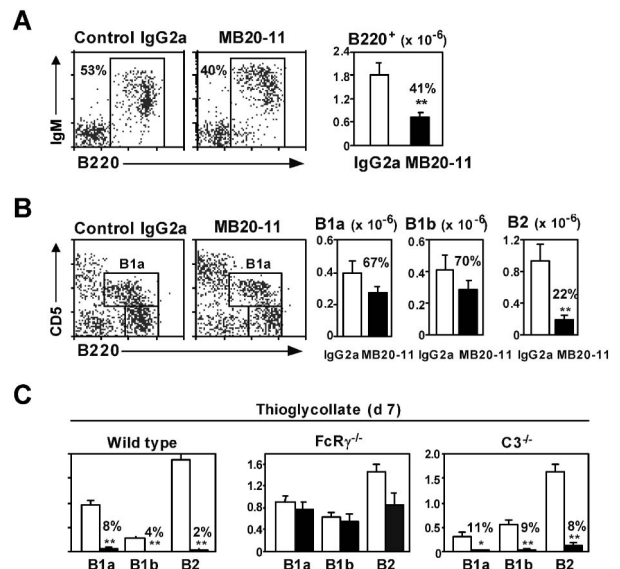 A
Control IgG2a MB20-11 B220+ (x 10-6)
53% 40%
2.4
1.8
1.2
0.6
0
41%
**
IgM
B220
IgG2a MB20-11
B
Control IgG2a MB20-11 B1a (x 10-6) B1b (x 10-6) B2 (x 10-6)
B1a B1a
0.6 0.6 1.2
0.4 0.4 0.8
0.2 0.2 0.4
0 0 0
67% 70% 22%
**
CD5
B220
IgG2a MB20-11 IgG2a MB20-11 IgG2a MB20-11
C
Thioglycollate (d 7)
Wild type FcRγ-/- C3-/-
1.6 2.0
1.2 1.5
0.8 1.0
0.4 0.5
0 0
8% 4% 2% 11% 9% 8%
** ** ** * ** **
B1a B1b B2 B1a B1b B2 B1a B1b B2